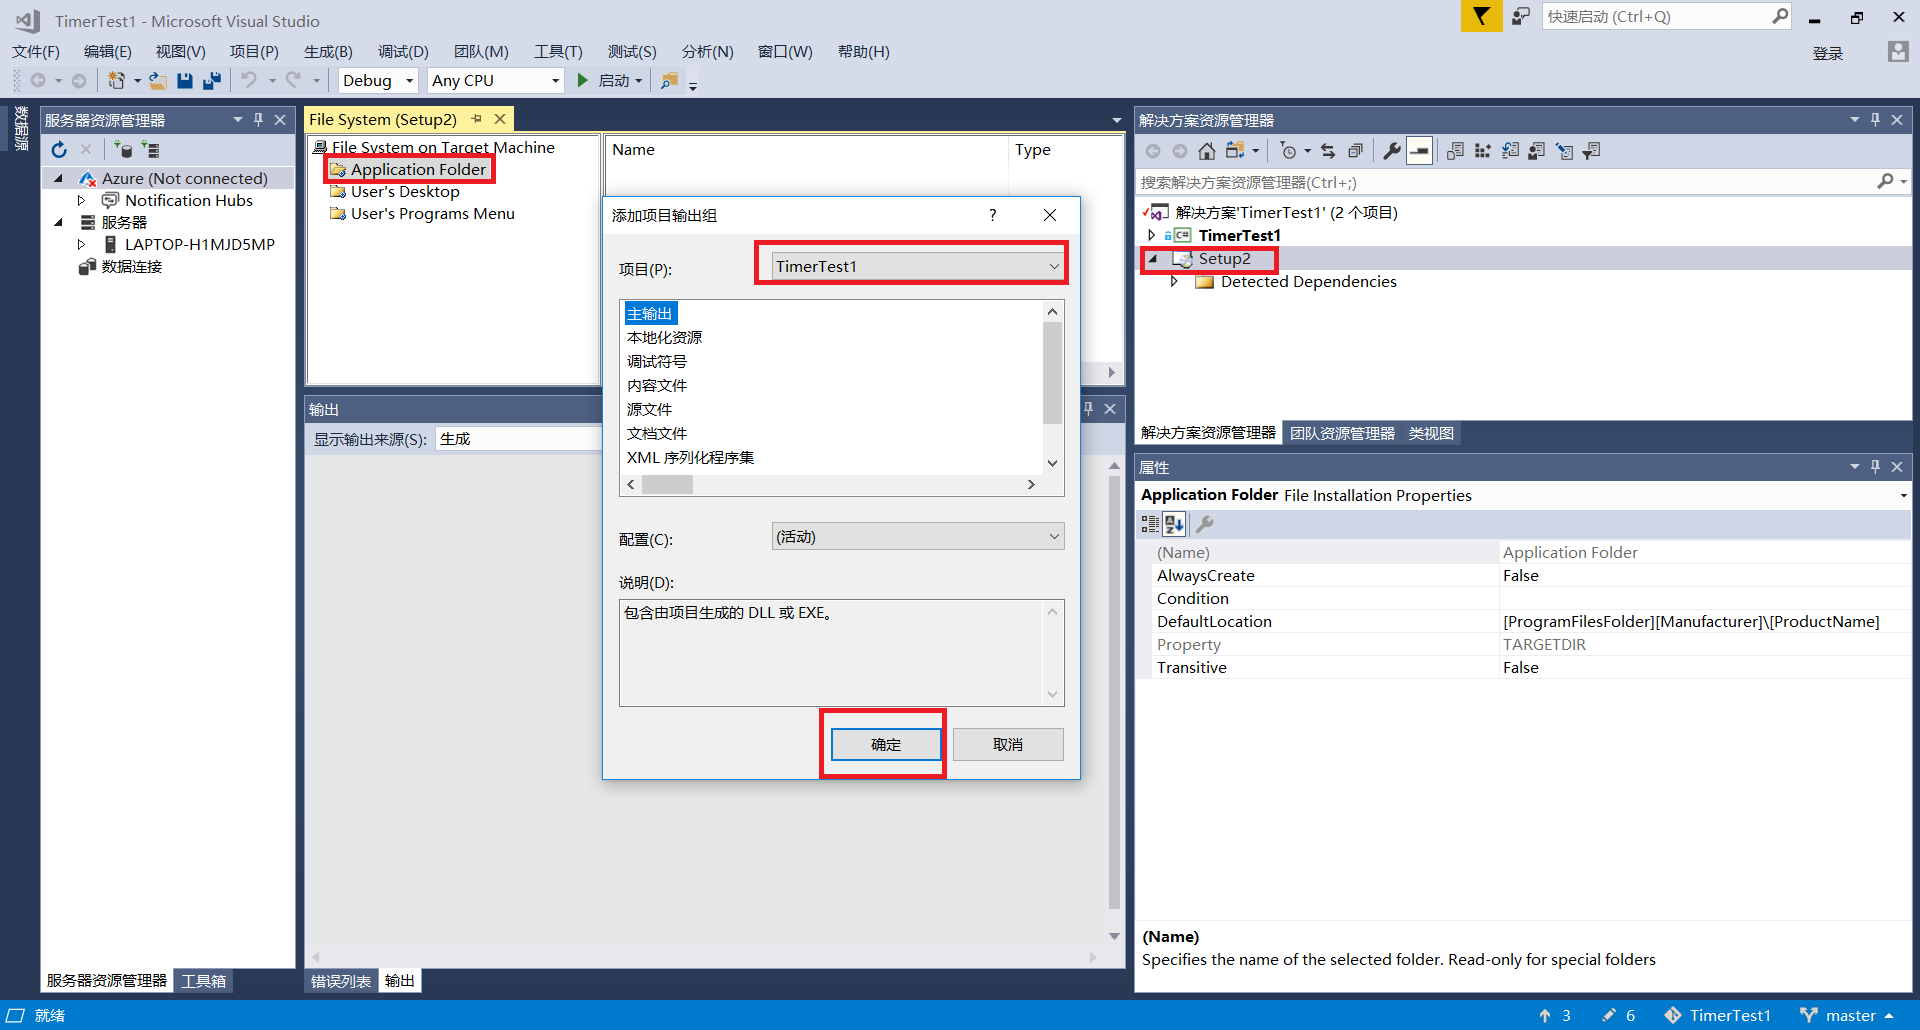 TimerTest1 - Microsoft Visual Studio
快速启动 (Ctrl+Q)
文件(F) 编辑(E) 视图(V) 项目(P) 生成(B) 调试(D) 团队(M) 工具(T) 测试(S) 分析(N) 窗口(W) 帮助(H)
登录
Debug Any CPU 启动
数据源
服务器资源管理器
Azure (Not connected)
Notification Hubs
服务器
LAPTOP-H1MJD5MP
数据连接
服务器资源管理器 工具箱
File System (Setup2)
File System on Target Machine
Application Folder
User's Desktop
User's Programs Menu
Name Type
输出
显示输出来源(S): 生成
错误列表 输出
添加项目输出组 ?
项目(P): TimerTest1
主输出
本地化资源
调试符号
内容文件
源文件
文档文件
XML 序列化程序集
配置(C): (活动)
说明(D):
包含由项目生成的 DLL 或 EXE。
确定 取消
解决方案资源管理器
搜索解决方案资源管理器(Ctrl+;)
解决方案'TimerTest1' (2 个项目)
C# TimerTest1
Setup2
Detected Dependencies
解决方案资源管理器 团队资源管理器 类视图
属性
Application Folder File Installation Properties
(Name) Application Folder
AlwaysCreate False
Condition
DefaultLocation [ProgramFilesFolder][Manufacturer]\[ProductName]
Property TARGETDIR
Transitive False
(Name)
Specifies the name of the selected folder. Read-only for special folders
就绪 3 6 TimerTest1 master